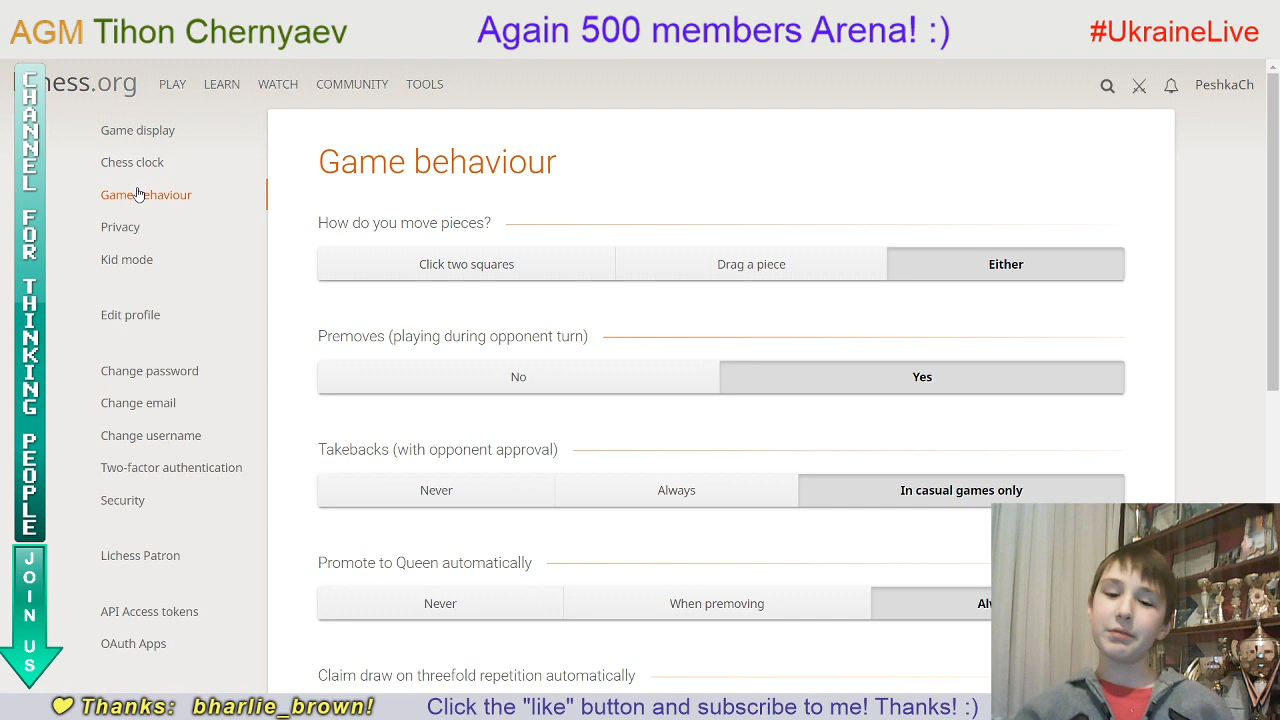 AGM Tihon Chernyaev
Again 500 members Arena! :)
#UkraineLive
CHANNEL FOR THINKING PEOPLE
JOIN US
hess.org
PLAY LEARN WATCH COMMUNITY TOOLS
PeshkaCh
Game display
Chess clock
Game behaviour
Privacy
Kid mode
Edit profile
Change password
Change email
Change username
Two-factor authentication
Security
Lichess Patron
API Access tokens
OAuth Apps
Game behaviour
How do you move pieces?
Click two squares Drag a piece Either
Premoves (playing during opponent turn)
No Yes
Takebacks (with opponent approval)
Never Always In casual games only
Promote to Queen automatically
Never When premoving
Claim draw on threefold repetition automatically
Thanks: bharlie_brown!
Click the "like" button and subscribe to me! Thanks! :)